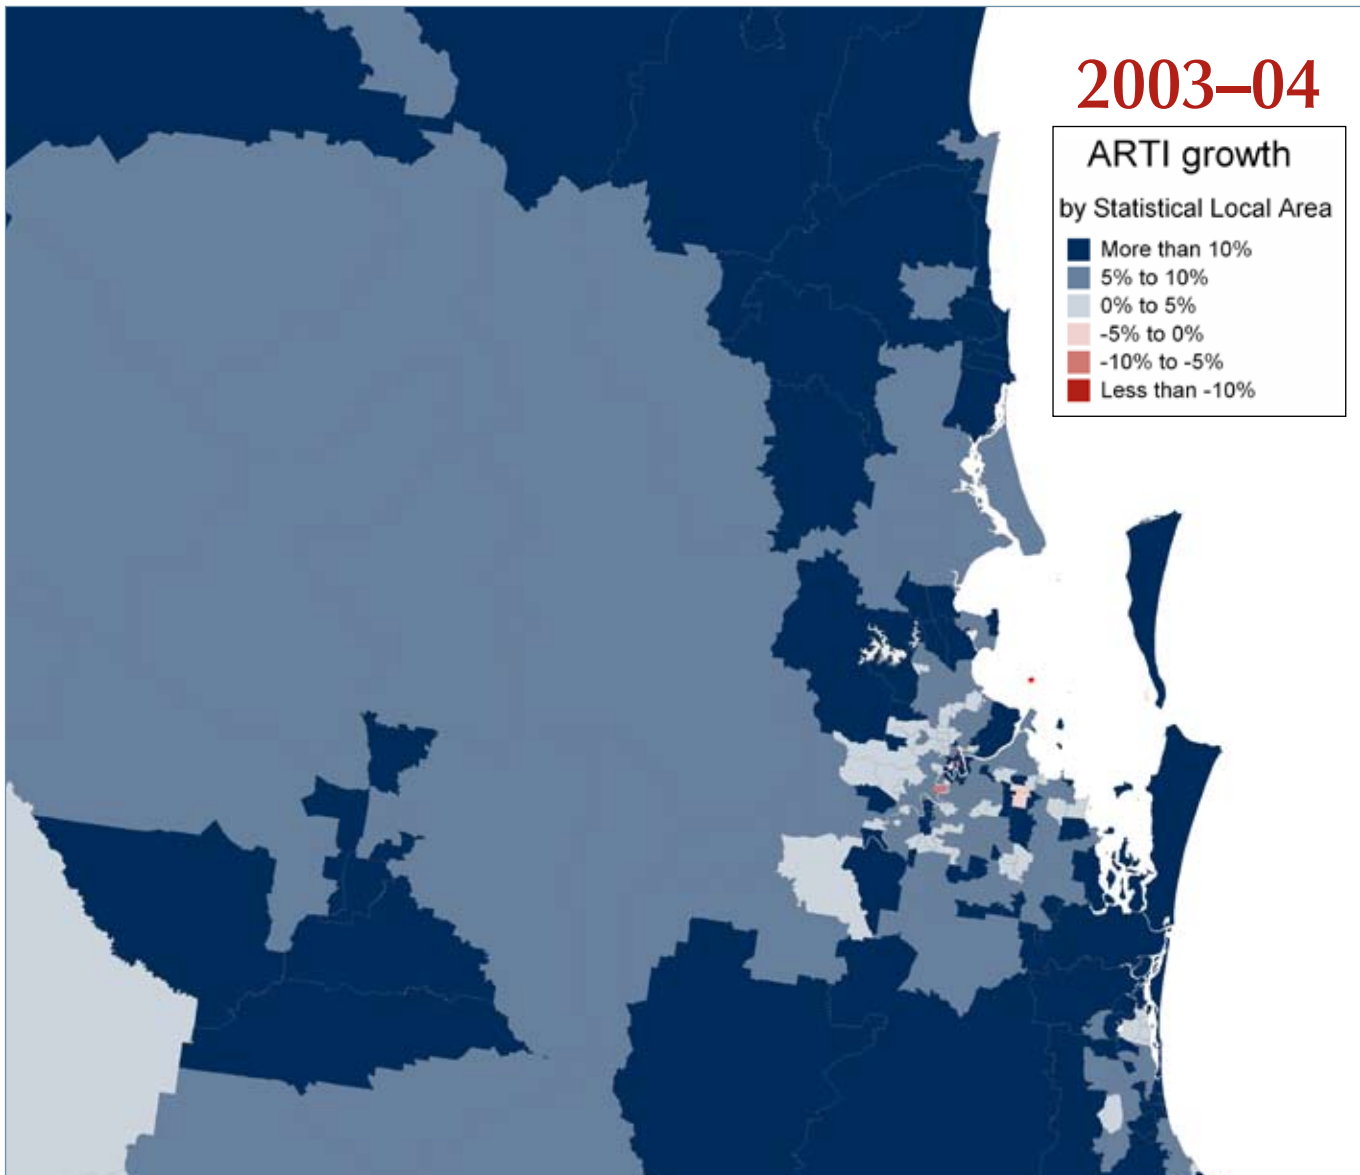 2003–04
ARTI growth
by Statistical Local Area
More than 10%
5% to 10%
0% to 5%
-5% to 0%
-10% to -5%
Less than -10%